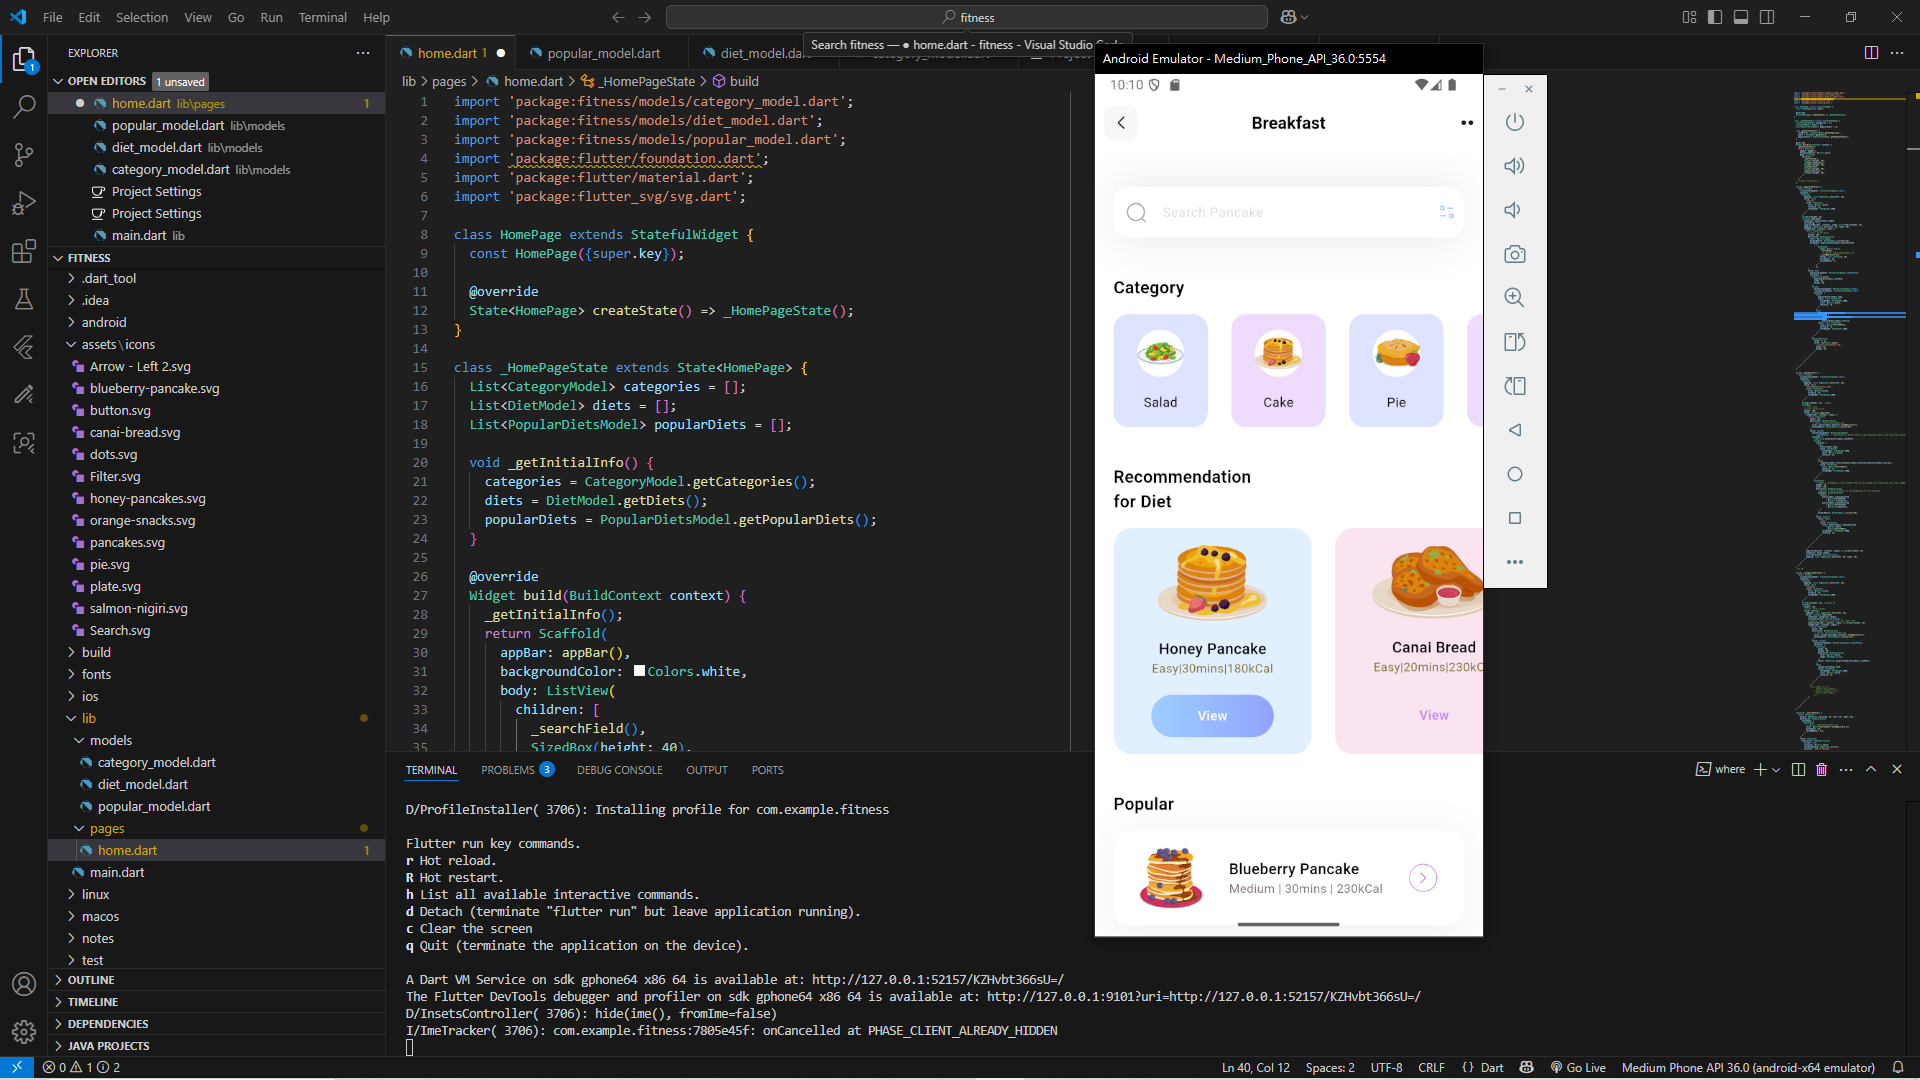 File Edit Selection View Go Run Terminal Help
fitness
EXPLORER
OPEN EDITORS 1 unsaved
home.dart lib\pages 1
popular_model.dart lib\models
diet_model.dart lib\models
category_model.dart lib\models
Project Settings
Project Settings
main.dart lib
FITNESS
.dart_tool
.idea
android
assets\icons
Arrow - Left 2.svg
blueberry-pancake.svg
button.svg
canai-bread.svg
dots.svg
Filter.svg
honey-pancakes.svg
orange-snacks.svg
pancakes.svg
pie.svg
plate.svg
salmon-nigiri.svg
Search.svg
build
fonts
ios
lib
models
category_model.dart
diet_model.dart
popular_model.dart
pages
home.dart 1
main.dart
linux
macos
notes
test
OUTLINE
TIMELINE
DEPENDENCIES
JAVA PROJECTS
home.dart 1
popular_model.dart
diet_model.da
Search fitness — ● home.dart - fitness - Visual Studio Code
lib > pages > home.dart > _HomePageState > build
1 import 'package:fitness/models/category_model.dart';
2 import 'package:fitness/models/diet_model.dart';
3 import 'package:fitness/models/popular_model.dart';
4 import 'package:flutter/foundation.dart';
5 import 'package:flutter/material.dart';
6 import 'package:flutter_svg/svg.dart';
7
8 class HomePage extends StatefulWidget {
9 const HomePage({super.key});
10
11 @override
12 State<HomePage> createState() => _HomePageState();
13 }
14
15 class _HomePageState extends State<HomePage> {
16 List<CategoryModel> categories = [];
17 List<DietModel> diets = [];
18 List<PopularDietsModel> popularDiets = [];
19
20 void _getInitialInfo() {
21 categories = CategoryModel.getCategories();
22 diets = DietModel.getDiets();
23 popularDiets = PopularDietsModel.getPopularDiets();
24 }
25
26 @override
27 Widget build(BuildContext context) {
28 _getInitialInfo();
29 return Scaffold(
30 appBar: appBar(),
31 backgroundColor: Colors.white,
32 body: ListView(
33 children: [
34 _searchField(),
35 SizedBox(height: 40),
Android Emulator - Medium_Phone_API_36.0:5554
10:10
Breakfast
Search Pancake
Category
Salad
Cake
Pie
Recommendation
for Diet
Honey Pancake
Easy|30mins|180kCal
View
Canai Bread
Easy|20mins|230kC
View
Popular
Blueberry Pancake
Medium | 30mins | 230kCal
TERMINAL PROBLEMS 3 DEBUG CONSOLE OUTPUT PORTS
where
D/ProfileInstaller( 3706): Installing profile for com.example.fitness
Flutter run key commands.
r Hot reload.
R Hot restart.
h List all available interactive commands.
d Detach (terminate "flutter run" but leave application running).
c Clear the screen
q Quit (terminate the application on the device).
A Dart VM Service on sdk gphone64 x86 64 is available at: http://127.0.0.1:52157/KZHvbt366sU=/
The Flutter DevTools debugger and profiler on sdk gphone64 x86 64 is available at: http://127.0.0.1:9101?uri=http://127.0.0.1:52157/KZHvbt366sU=/
D/InsetsController( 3706): hide(ime(), fromIme=false)
I/ImeTracker( 3706): com.example.fitness:7805e45f: onCancelled at PHASE_CLIENT_ALREADY_HIDDEN
0 1 2
Ln 40, Col 12 Spaces: 2 UTF-8 CRLF {} Dart Go Live Medium Phone API 36.0 (android-x64 emulator)